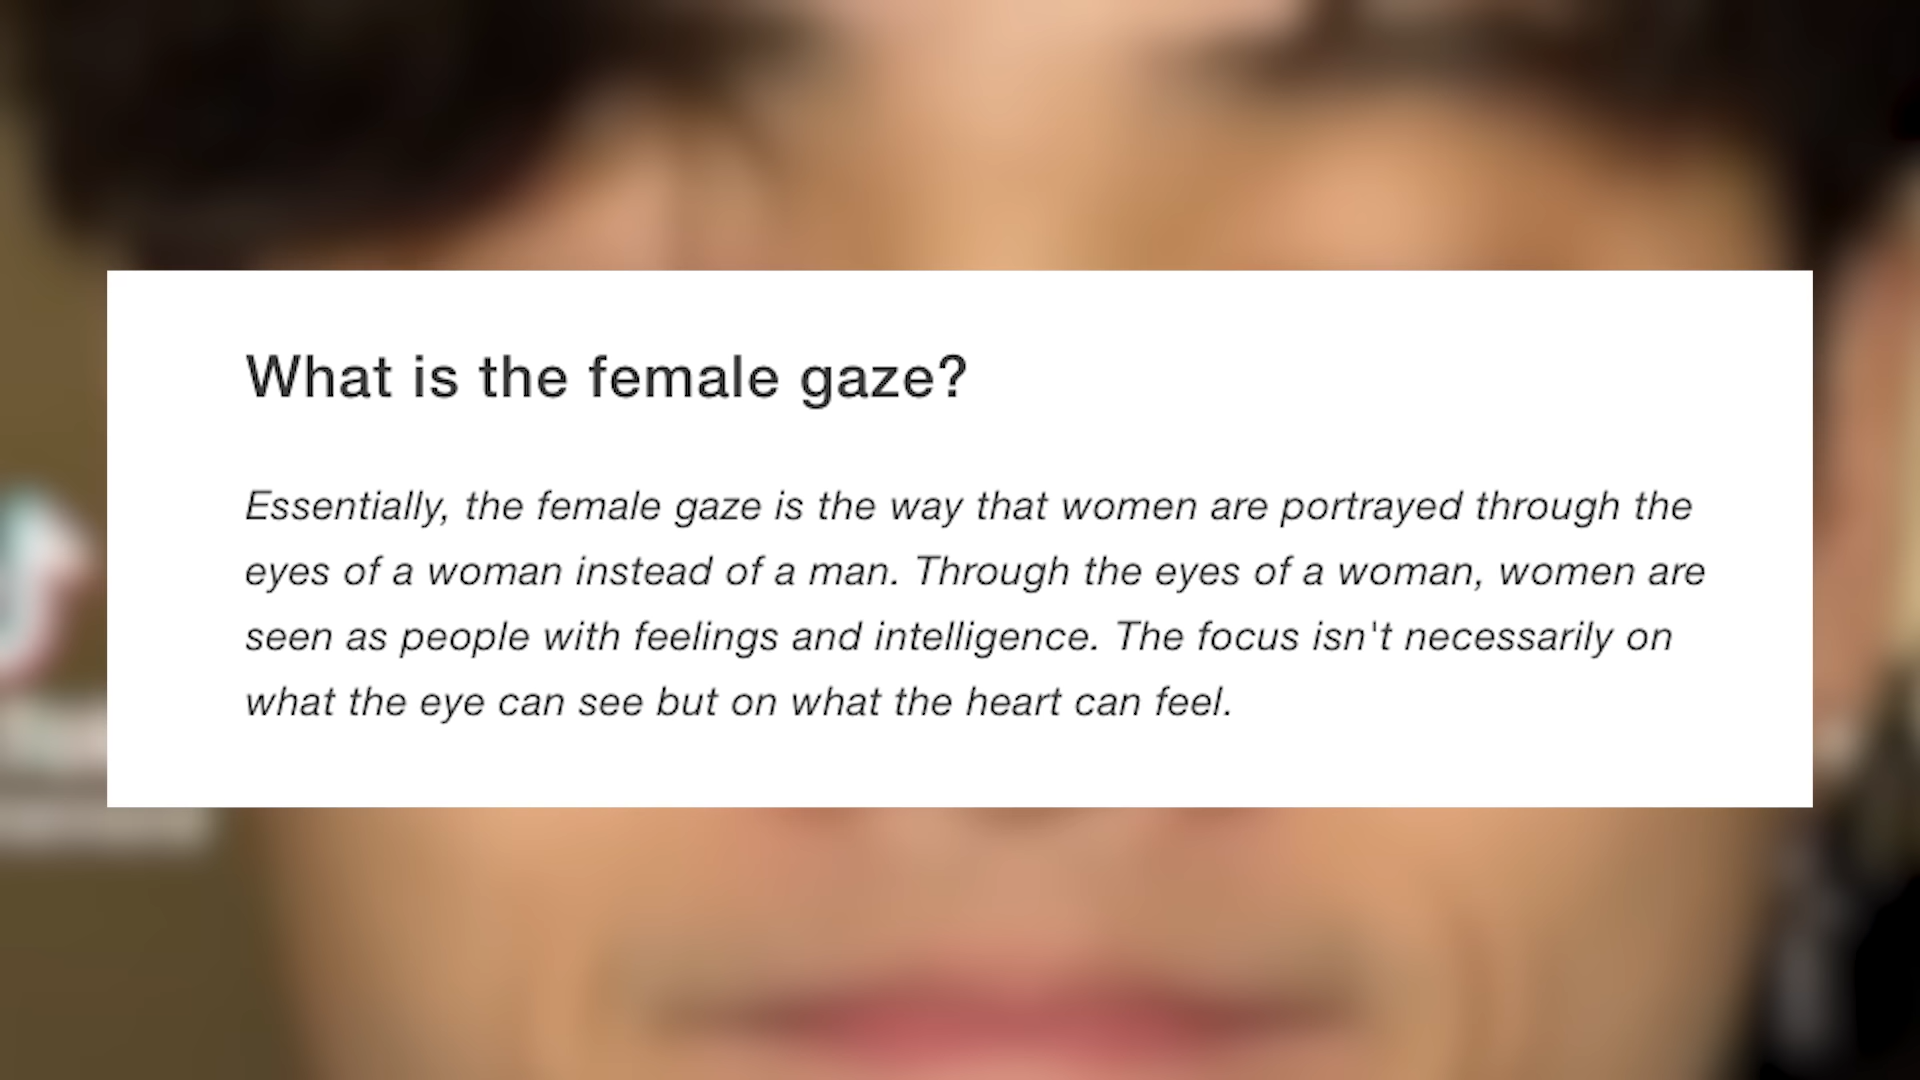 What is the female gaze?
Essentially, the female gaze is the way that women are portrayed through the
eyes of a woman instead of a man. Through the eyes of a woman, women are
seen as people with feelings and intelligence. The focus isn't necessarily on
what the eye can see but on what the heart can feel.